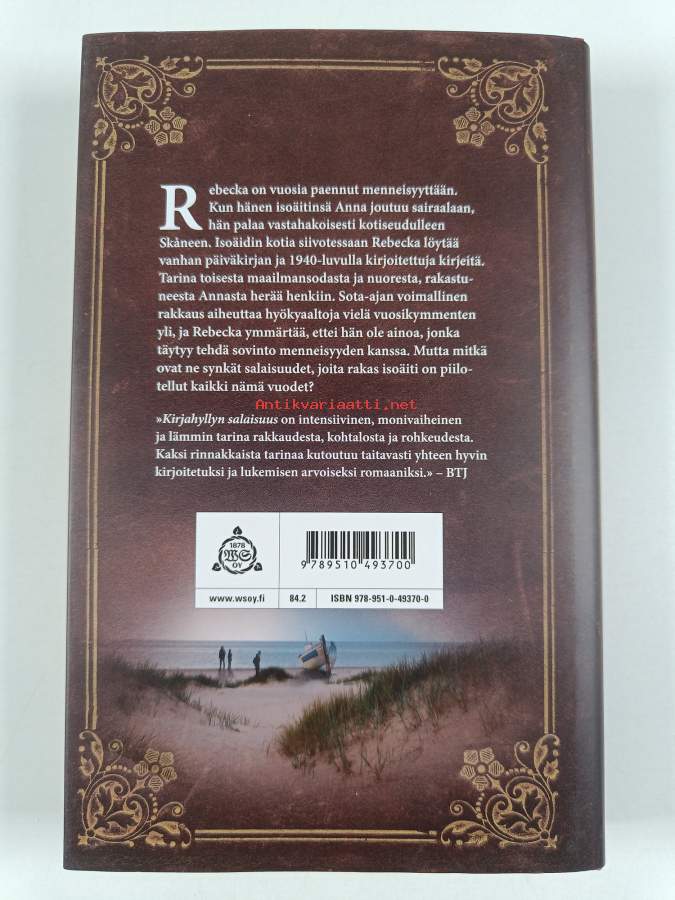 Rebecka on vuosia paennut menneisyyttään.
Kun hänen isoäitinsä Anna joutuu sairaalaan,
hän palaa vastahakoisesti kotiseudulleen
Skåneen. Isoäidin kotia siivotessaan Rebecka löytää
vanhan päiväkirjan ja 1940-luvulla kirjoitettuja kirjeitä.
Tarina toisesta maailmansodasta ja nuoresta, rakastu-
neesta Annasta herää henkiin. Sota-ajan voimallinen
rakkaus aiheuttaa hyökyaaltoja vielä vuosikymmenten
yli, ja Rebecka ymmärtää, ettei hän ole ainoa, jonka
täytyy tehdä sovinto menneisyyden kanssa. Mutta mitkä
ovat ne synkät salaisuudet, joita rakas isoäiti on piilo-
tellut kaikki nämä vuodet?
Antikvariaatti.net
»Kirjahyllyn salaisuus on intensiivinen, monivaiheinen
ja lämmin tarina rakkaudesta, kohtalosta ja rohkeudesta.
Kaksi rinnakkaista tarinaa kutoutuu taitavasti yhteen hyvin
kirjoitetuksi ja lukemisen arvoiseksi romaaniksi.» – BTJ
1878
WS
OY
9 789510 493700
www.wsoy.fi
84.2
ISBN 978-951-0-49370-0